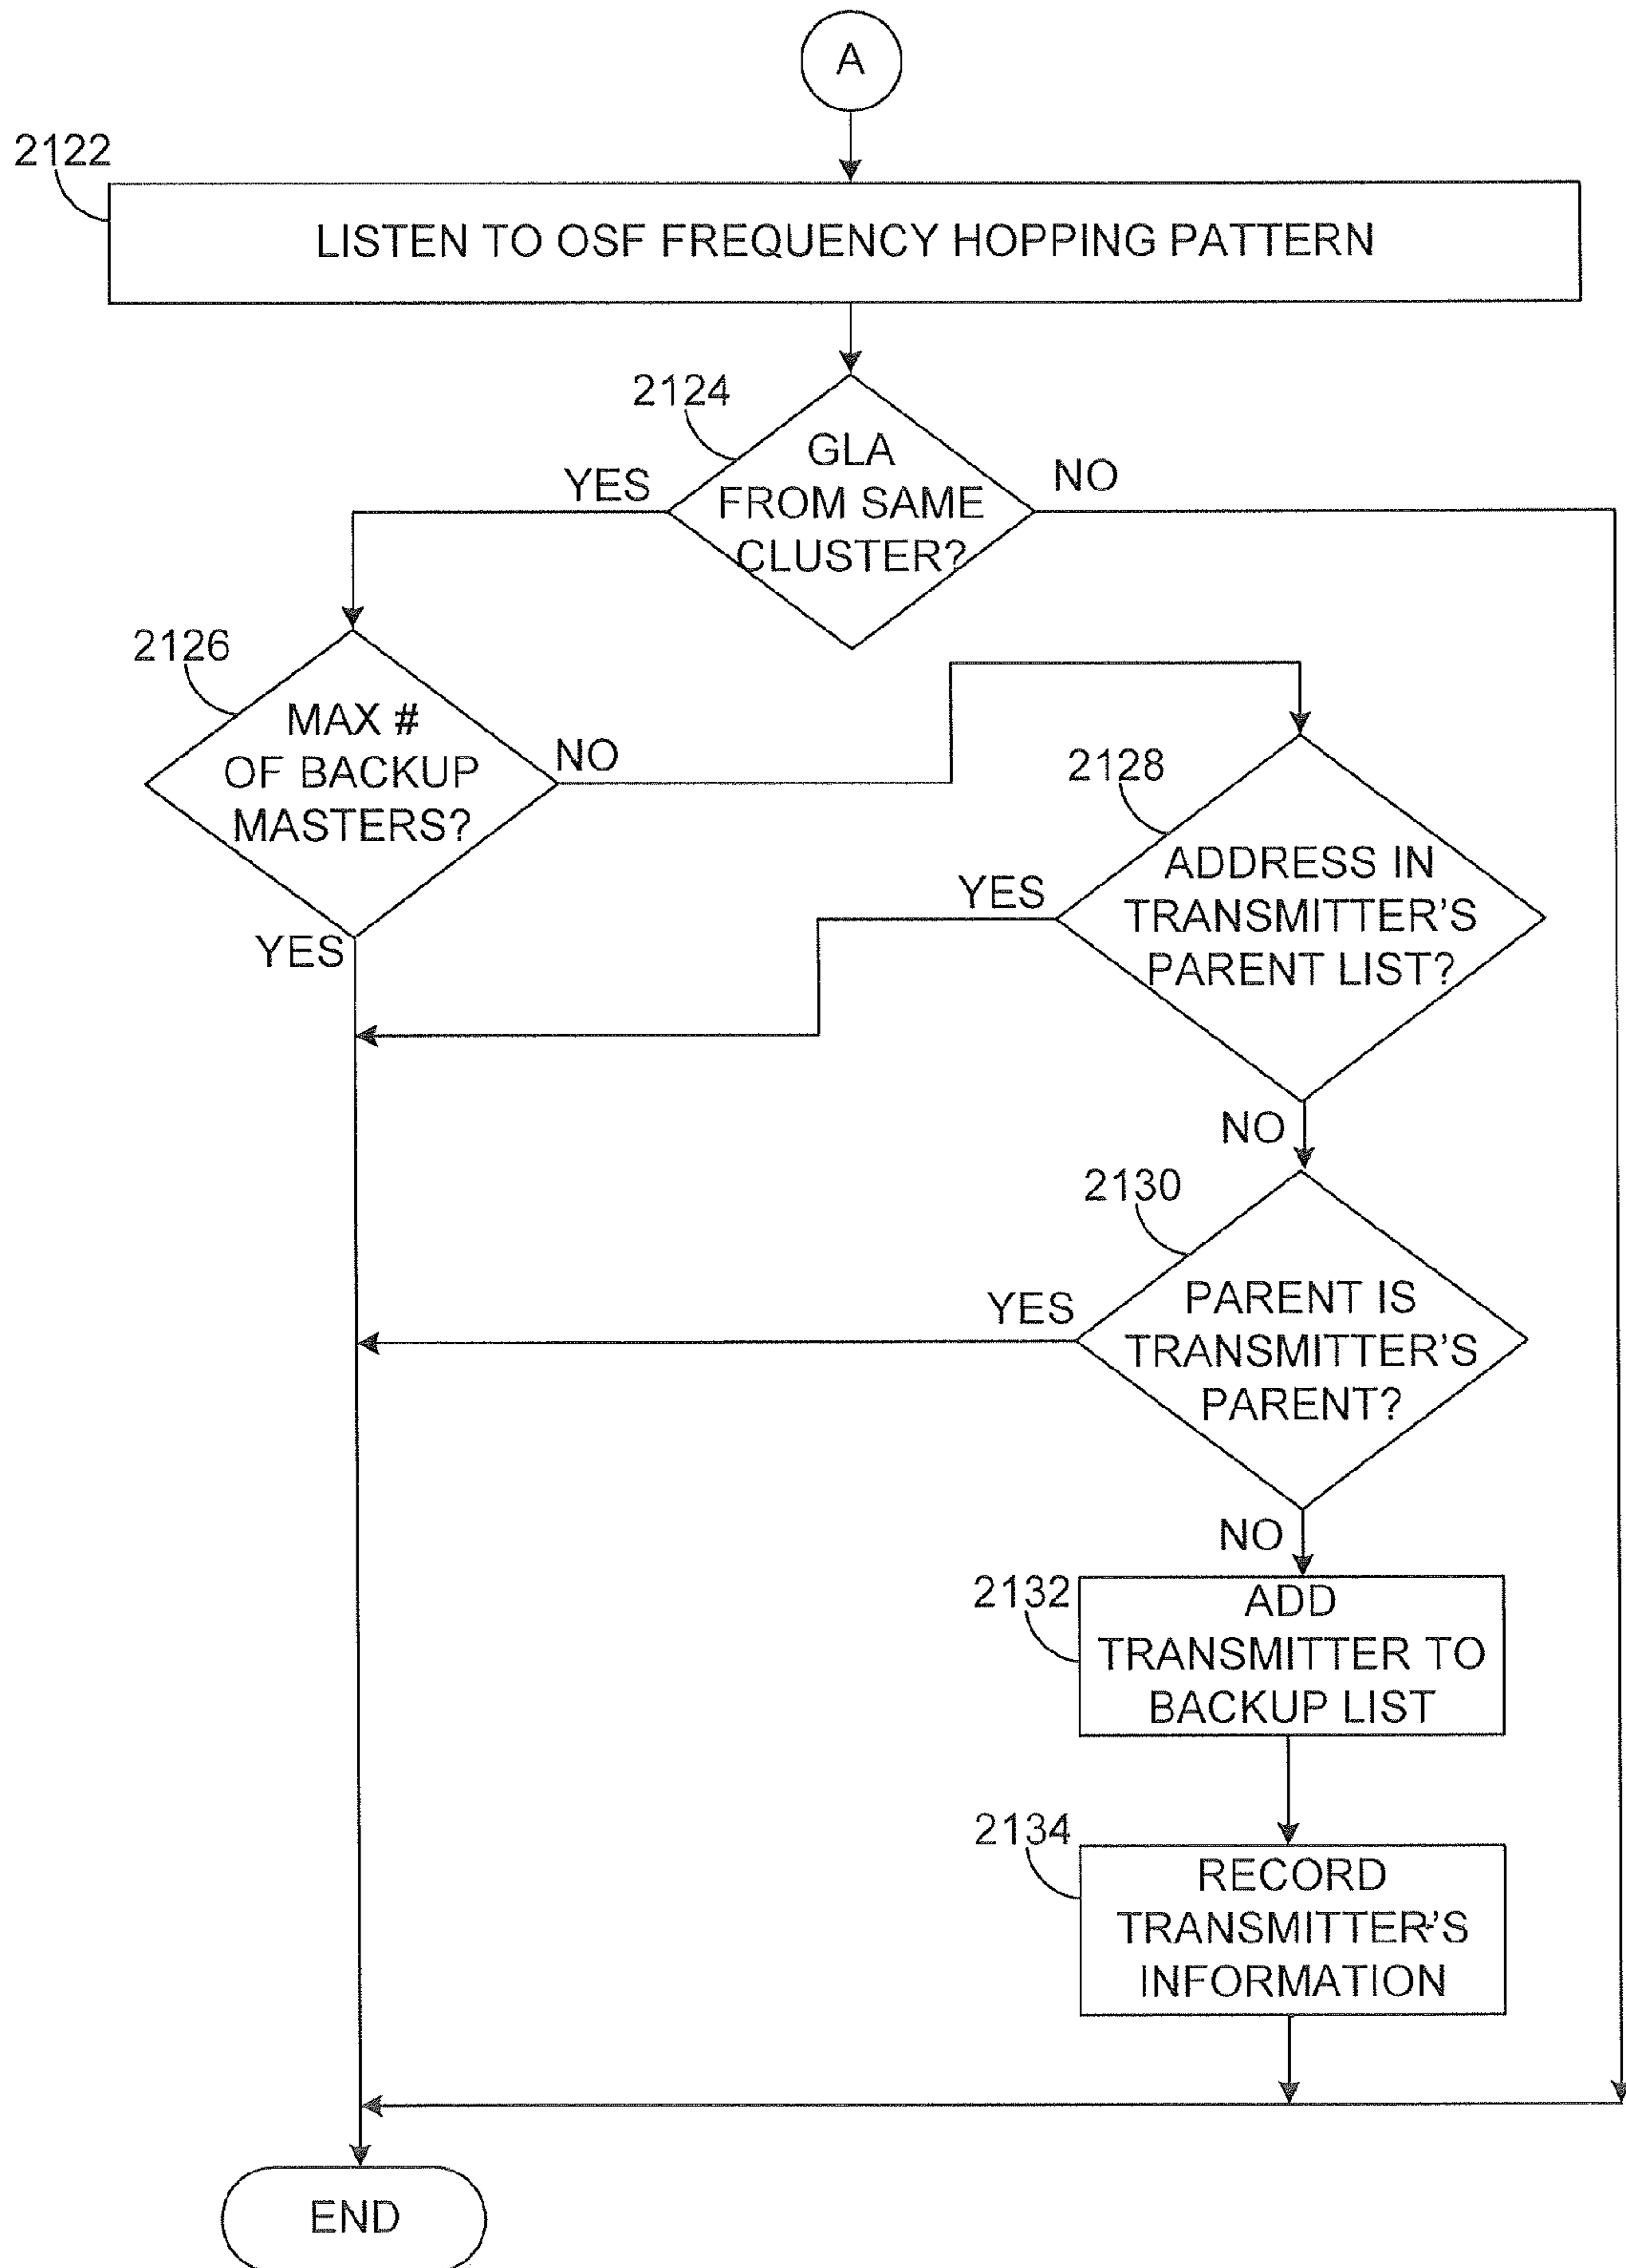 A
2122
LISTEN TO OSF FREQUENCY HOPPING PATTERN
2124
GLA
FROM SAME
CLUSTER?
YES
NO
2126
MAX #
OF BACKUP
MASTERS?
NO
YES
2128
ADDRESS IN
TRANSMITTER'S
PARENT LIST?
YES
NO
2130
PARENT IS
TRANSMITTER'S
PARENT?
YES
NO
2132
ADD
TRANSMITTER TO
BACKUP LIST
2134
RECORD
TRANSMITTER'S
INFORMATION
END